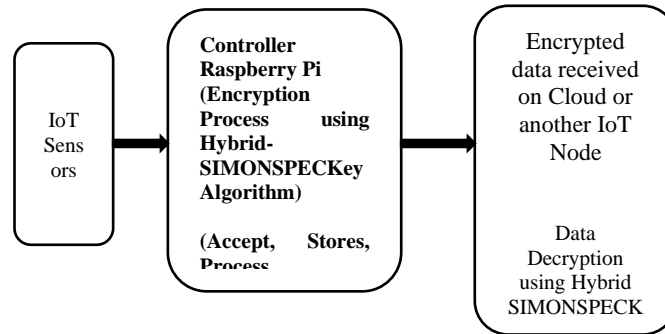 IoT
Sens
ors
Controller
Raspberry Pi
(Encryption
Process using
Hybrid-
SIMONSPECKey
Algorithm)
(Accept, Stores,
Process
Encrypted
data received
on Cloud or
another IoT
Node
Data
Decryption
using Hybrid
SIMONSPECK